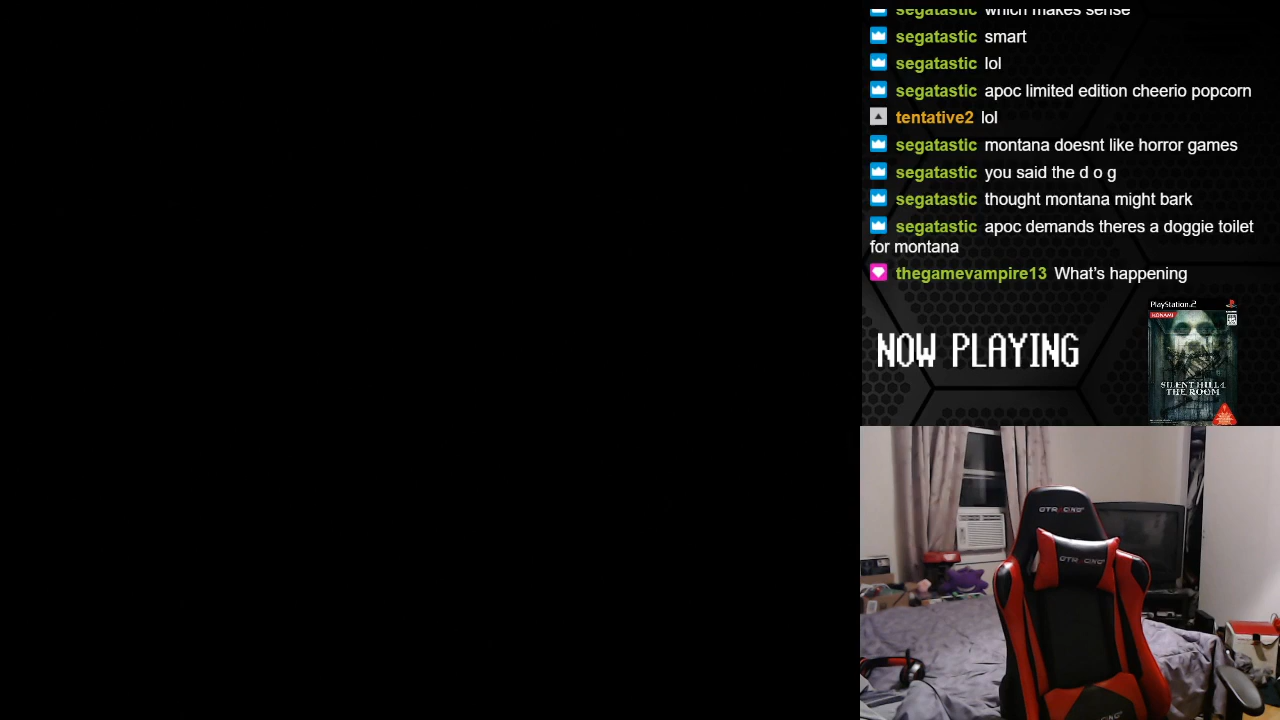 segatastic which makes sense
segatastic smart
segatastic lol
segatastic apoc limited edition cheerio popcorn
tentative2 lol
segatastic montana doesnt like horror games
segatastic you said the d o g
segatastic thought montana might bark
segatastic apoc demands theres a doggie toilet
for montana
thegamevampire13 What's happening
PlayStation 2
KONAMI
NOW PLAYING
SILENT HILL 4
THE ROOM
GTRACING
GTRACING